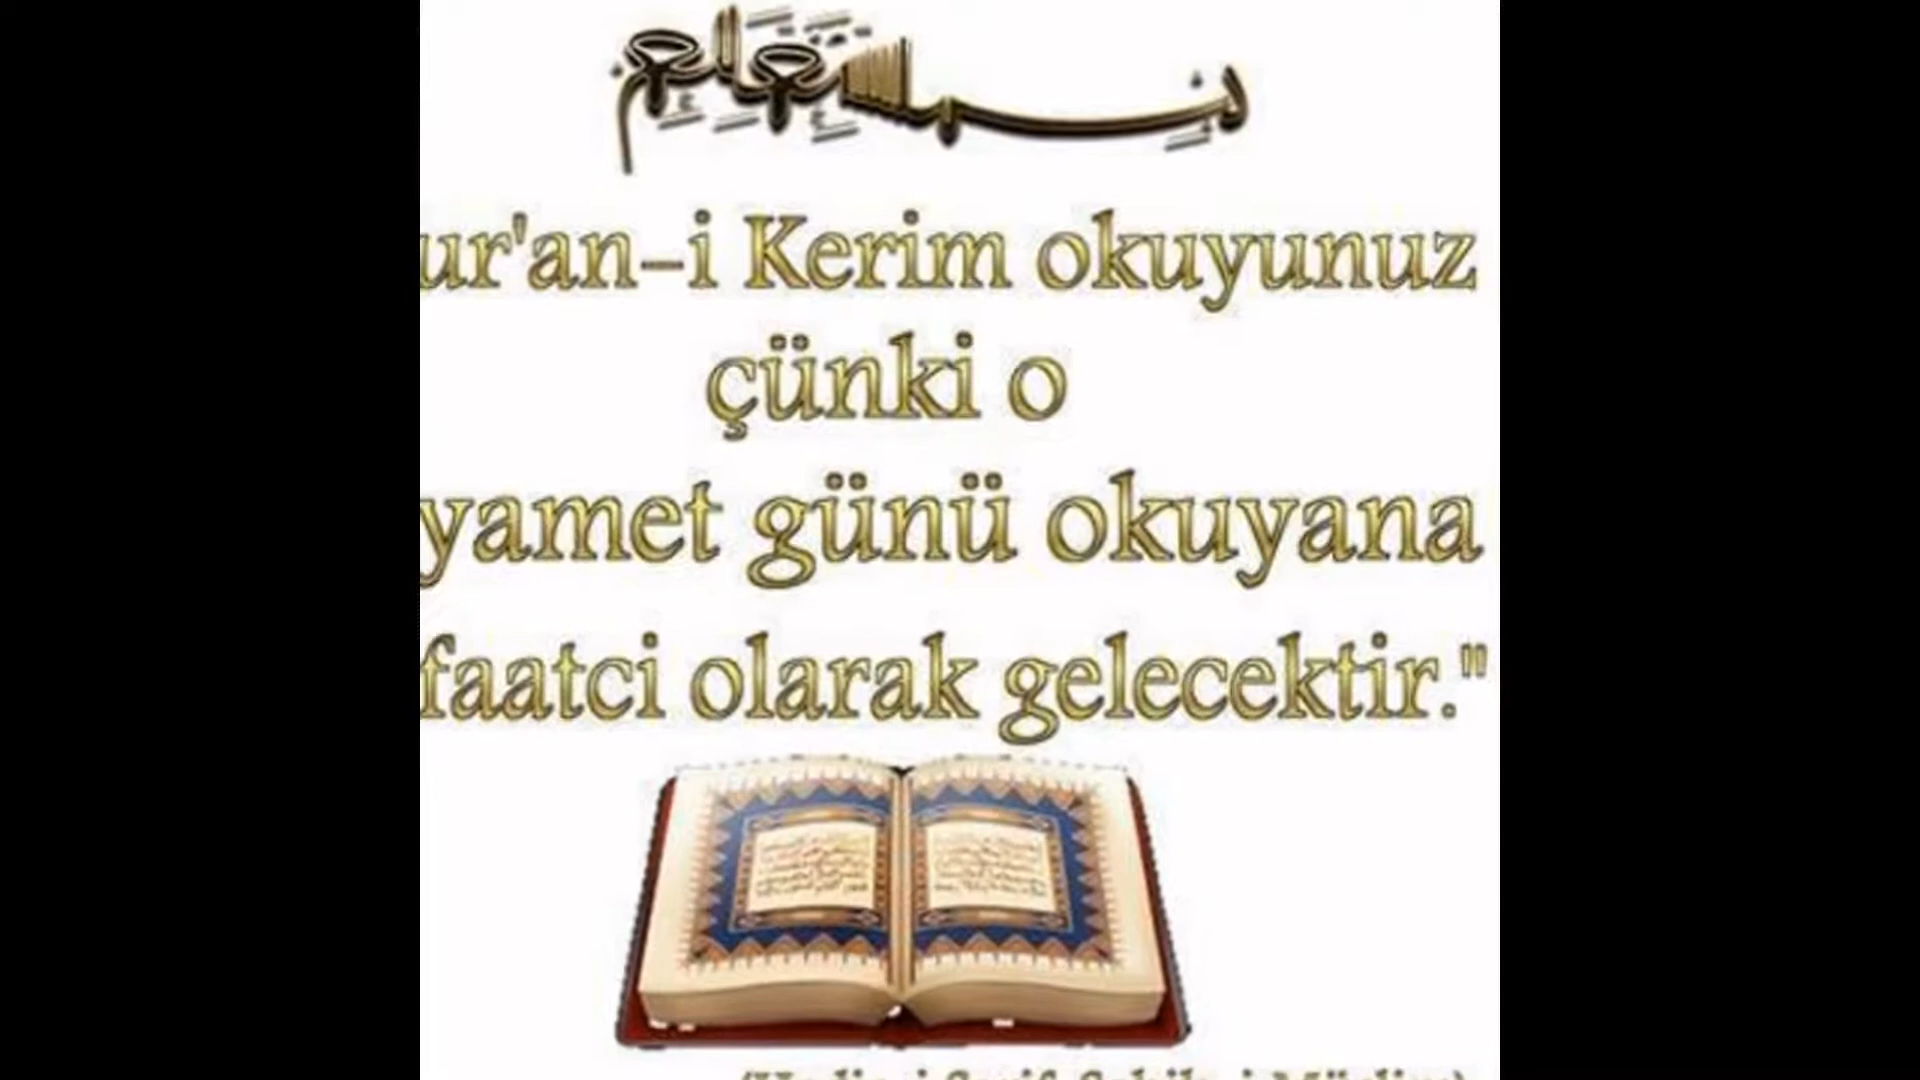 ur'an-i Kerim okuyunuz
çünki o
yamet günü okuyana
faatci olarak gelecektir."